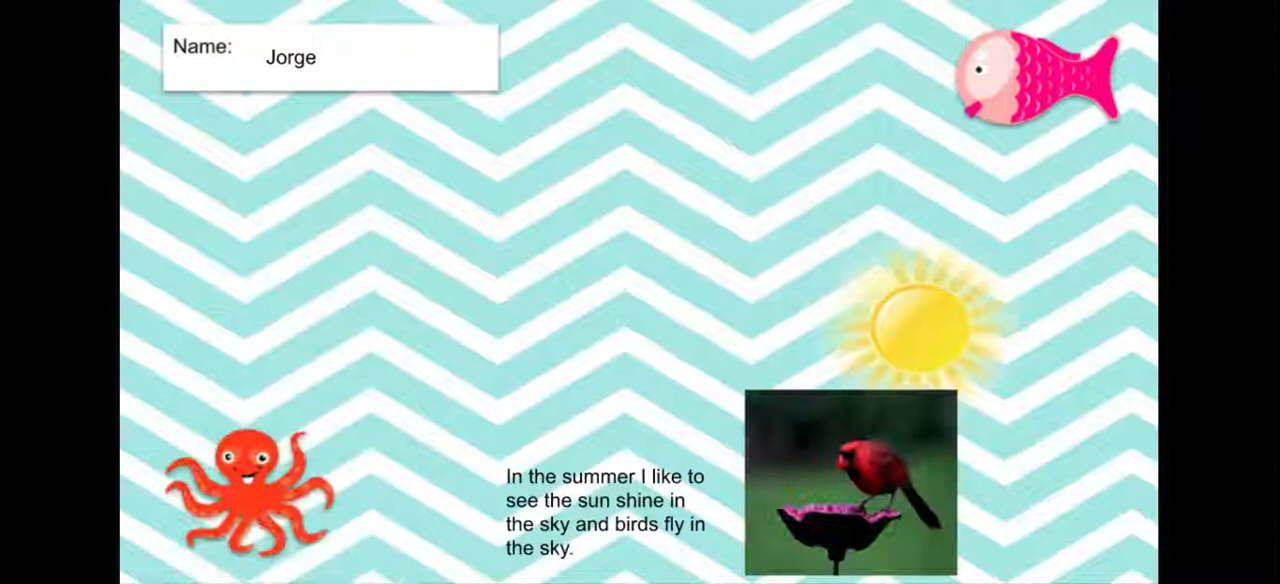 Name:
Jorge
In the summer I like to
see the sun shine in
the sky and birds fly in
the sky.